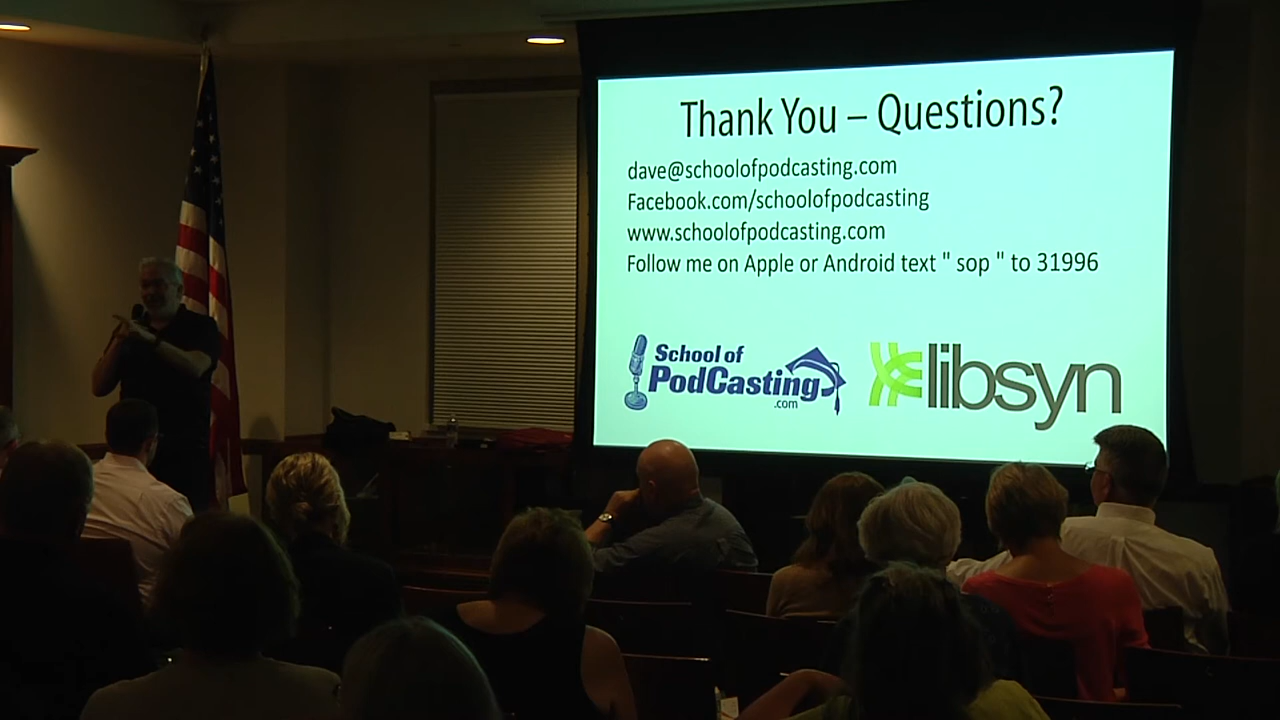 Thank You – Questions?
dave@schoolofpodcasting.com
Facebook.com/schoolofpodcasting
www.schoolofpodcasting.com
Follow me on Apple or Android text " sop " to 31996
School of
PodCasting
.com
libsyn